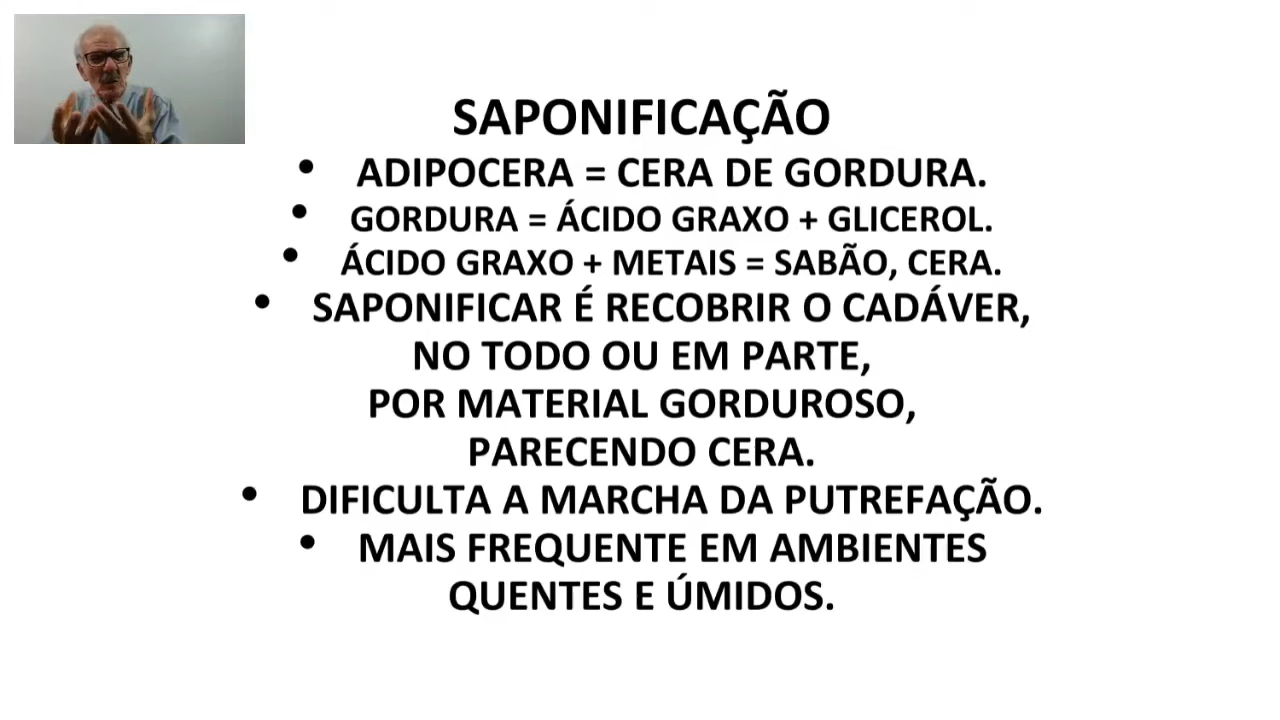 SAPONIFICAÇÃO
• ADIPOCERA = CERA DE GORDURA.
• GORDURA = ÁCIDO GRAXO + GLICEROL.
• ÁCIDO GRAXO + METAIS = SABÃO, CERA.
• SAPONIFICAR É RECOBRIR O CADÁVER,
NO TODO OU EM PARTE,
POR MATERIAL GORDUROSO,
PARECENDO CERA.
• DIFICULTA A MARCHA DA PUTREFAÇÃO.
• MAIS FREQUENTE EM AMBIENTES
QUENTES E ÚMIDOS.